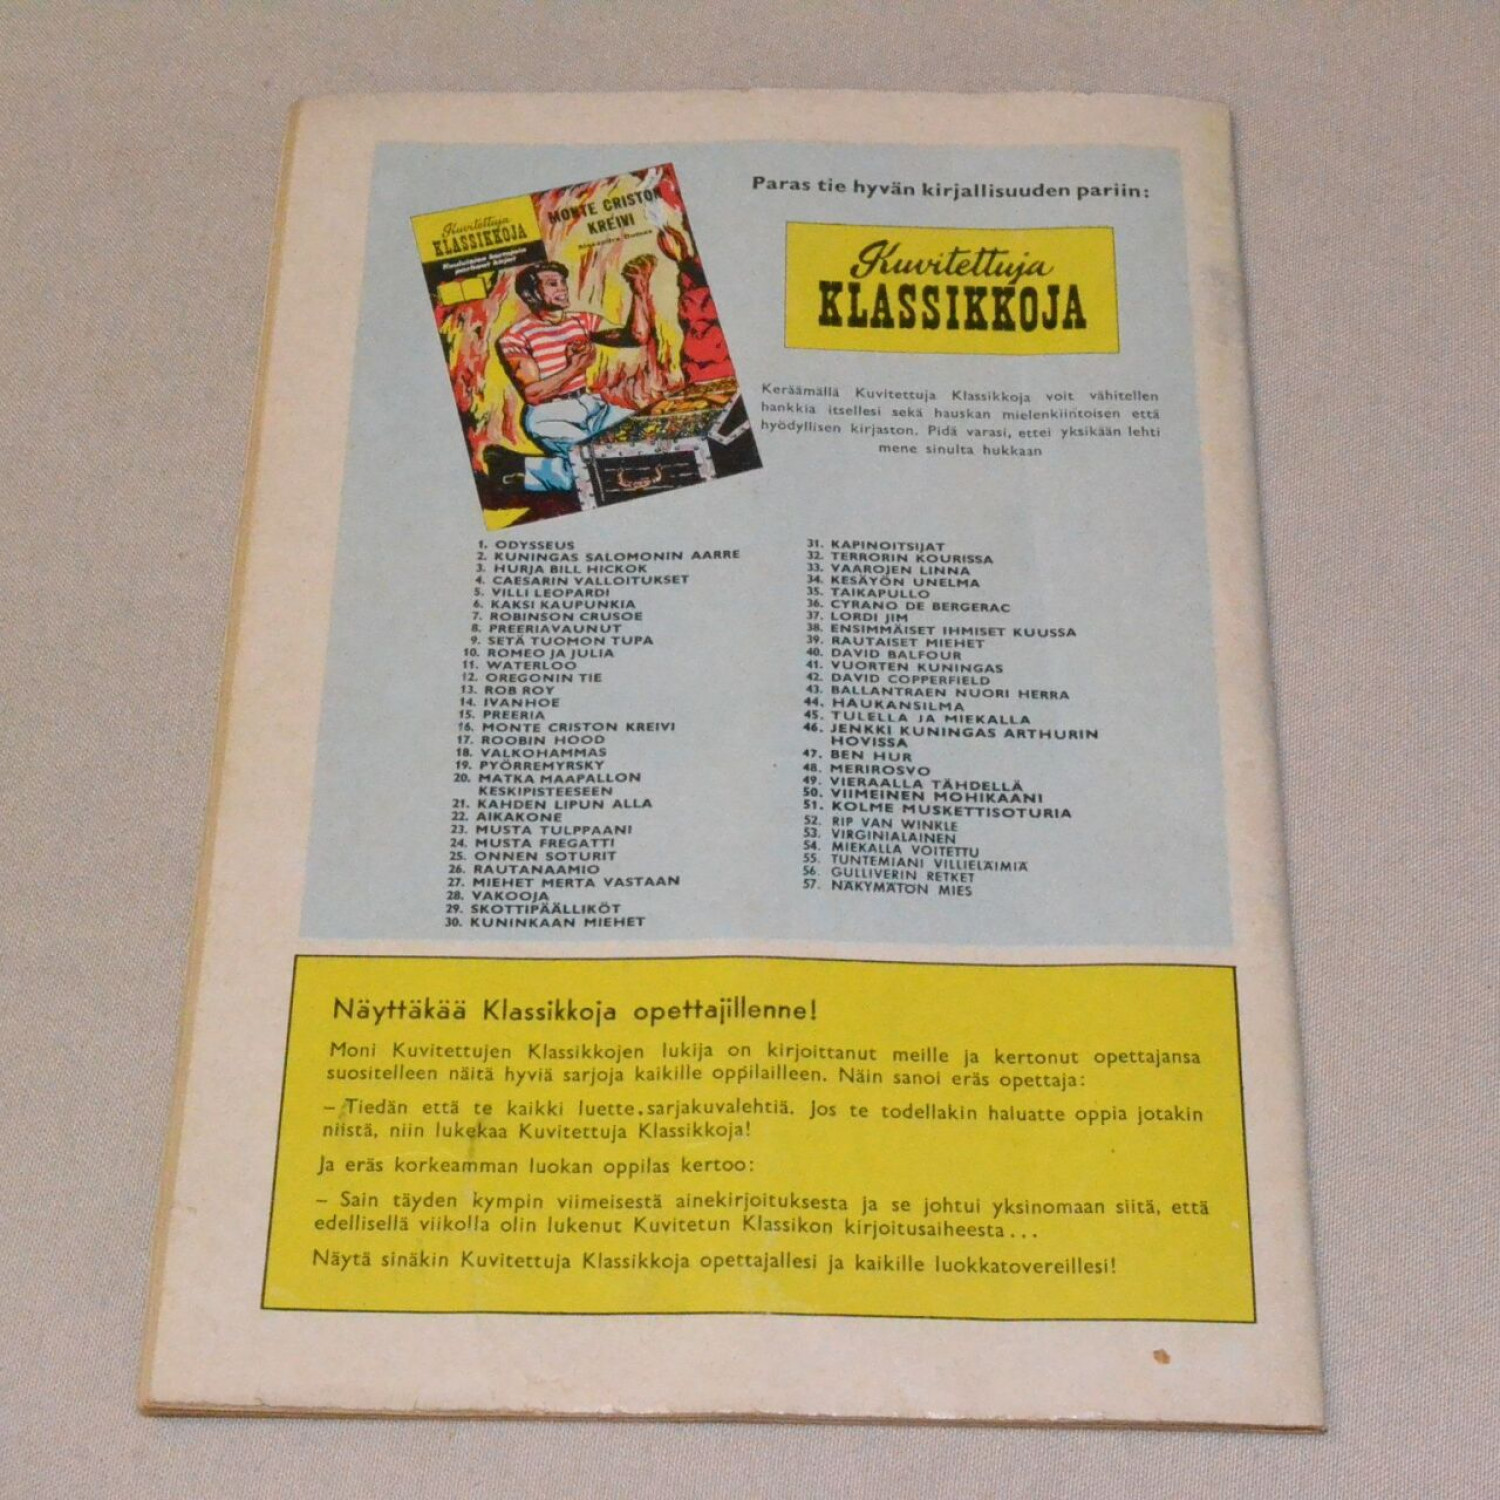 Kuvitettuja
KLASSIKKOJA
MONTE CRISTON
KREIVI
Alexandre Dumas
Paras tie hyvän kirjallisuuden pariin:
Kuvitettuja
KLASSIKKOJA
Keräämällä Kuvitettuja Klassikkoja voit vähitellen
hankkia itsellesi sekä hauskan mielenkiintoisen että
hyödyllisen kirjaston. Pidä varasi, ettei yksikään lehti
mene sinulta hukkaan
1. ODYSSEUS
2. KUNINGAS SALOMONIN AARRE
3. HURJA BILL HICKOK
4. CAESARIN VALLOITUKSET
5. VILLI LEOPARDI
6. KAKSI KAUPUNKIA
7. ROBINSON CRUSOE
8. PREERIAVAUNUT
9. SETÄ TUOMON TUPA
10. ROMEO JA JULIA
11. WATERLOO
12. OREGONIN TIE
13. ROB ROY
14. IVANHOE
15. PREERIA
16. MONTE CRISTON KREIVI
17. ROOBIN HOOD
18. VALKOHAMMAS
19. PYÖRREMYRSKY
20. MATKA MAAPALLON
KESKIPISTEESEEN
21. KAHDEN LIPUN ALLA
22. AIKAKONE
23. MUSTA TULPPAANI
24. MUSTA FREGATTI
25. ONNEN SOTURIT
26. RAUTANAAMIO
27. MIEHET MERTA VASTAAN
28. VAKOOJA
29. SKOTTIPÄÄLLIKÖT
30. KUNINKAAN MIEHET
31. KAPINOITSIJAT
32. TERRORIN KOURISSA
33. VAAROJEN LINNA
34. KESÄYÖN UNELMA
35. TAIKAPULLO
36. CYRANO DE BERGERAC
37. LORDI JIM
38. ENSIMMÄISET IHMISET KUUSSA
39. RAUTAISET MIEHET
40. DAVID BALFOUR
41. VUORTEN KUNINGAS
42. DAVID COPPERFIELD
43. BALLANTRAEN NUORI HERRA
44. HAUKANSILMA
45. TULELLA JA MIEKALLA
46. JENKKI KUNINGAS ARTHURIN
HOVISSA
47. BEN HUR
48. MERIROSVO
49. VIERAALLA TÄHDELLÄ
50. VIIMEINEN MOHIKAANI
51. KOLME MUSKETTISOTURIA
52. RIP VAN WINKLE
53. VIRGINIALAINEN
54. MIEKALLA VOITETTU
55. TUNTEMIANI VILLIELÄIMIÄ
56. GULLIVERIN RETKET
57. NÄKYMÄTÖN MIES
Näyttäkää Klassikkoja opettajillenne!
Moni Kuvitettujen Klassikkojen lukija on kirjoittanut meille ja kertonut opettajansa
suositelleen näitä hyviä sarjoja kaikille oppilailleen. Näin sanoi eräs opettaja:
– Tiedän että te kaikki luette sarjakuvalehtiä. Jos te todellakin haluatte oppia jotakin
niistä, niin lukekaa Kuvitettuja Klassikkoja!
Ja eräs korkeamman luokan oppilas kertoo:
– Sain täyden kympin viimeisestä ainekirjoituksesta ja se johtui yksinomaan siitä, että
edellisellä viikolla olin lukenut Kuvitetun Klassikon kirjoitusaiheesta...
Näytä sinäkin Kuvitettuja Klassikkoja opettajallesi ja kaikille luokkatovereillesi!